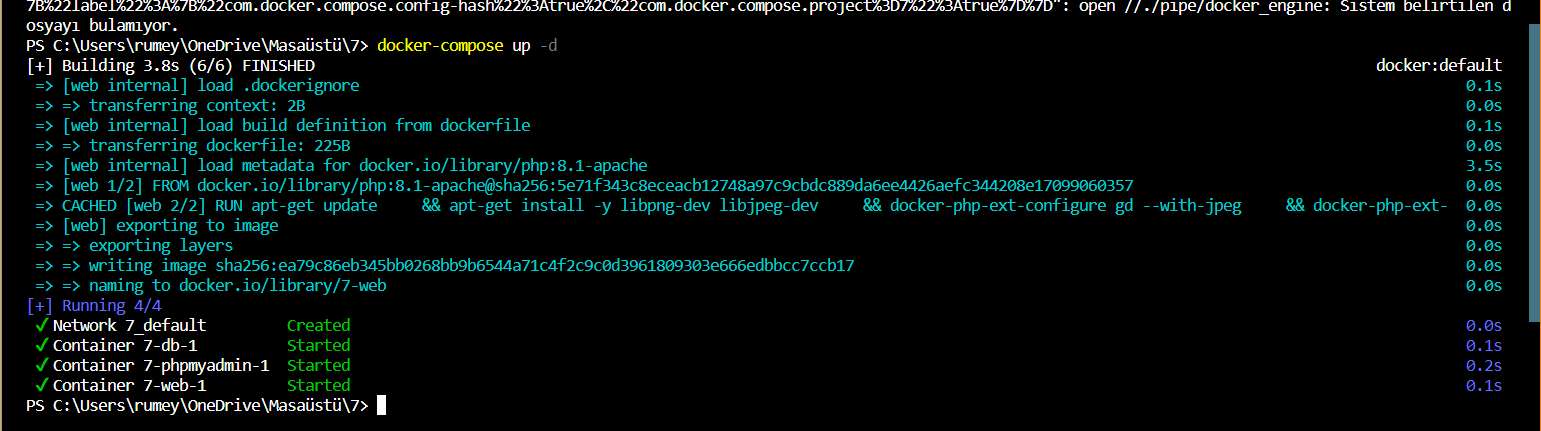 7B%22label%22%3A%7B%22com.docker.compose.config-hash%22%3Atrue%2C%22com.docker.compose.project%3D7%22%3Atrue%7D%7D": open //./pipe/docker_engine: Sistem belirtilen d
osyayı bulamıyor.
PS C:\Users\rumey\OneDrive\Masaüstü\7> docker-compose up -d
[+] Building 3.8s (6/6) FINISHED docker:default
=> [web internal] load .dockerignore 0.1s
=> => transferring context: 2B 0.0s
=> [web internal] load build definition from dockerfile 0.1s
=> => transferring dockerfile: 225B 0.0s
=> [web internal] load metadata for docker.io/library/php:8.1-apache 3.5s
=> [web 1/2] FROM docker.io/library/php:8.1-apache@sha256:5e71f343c8eceacb12748a97c9cbdc889da6ee4426aefc344208e17099060357 0.0s
=> CACHED [web 2/2] RUN apt-get update     && apt-get install -y libpng-dev libjpeg-dev     && docker-php-ext-configure gd --with-jpeg     && docker-php-ext- 0.0s
=> [web] exporting to image 0.0s
=> => exporting layers 0.0s
=> => writing image sha256:ea79c86eb345bb0268bb9b6544a71c4f2c9c0d3961809303e666edbbcc7ccb17 0.0s
=> => naming to docker.io/library/7-web 0.0s
[+] Running 4/4
✔ Network 7_default Created 0.0s
✔ Container 7-db-1 Started 0.1s
✔ Container 7-phpmyadmin-1 Started 0.2s
✔ Container 7-web-1 Started 0.1s
PS C:\Users\rumey\OneDrive\Masaüstü\7>